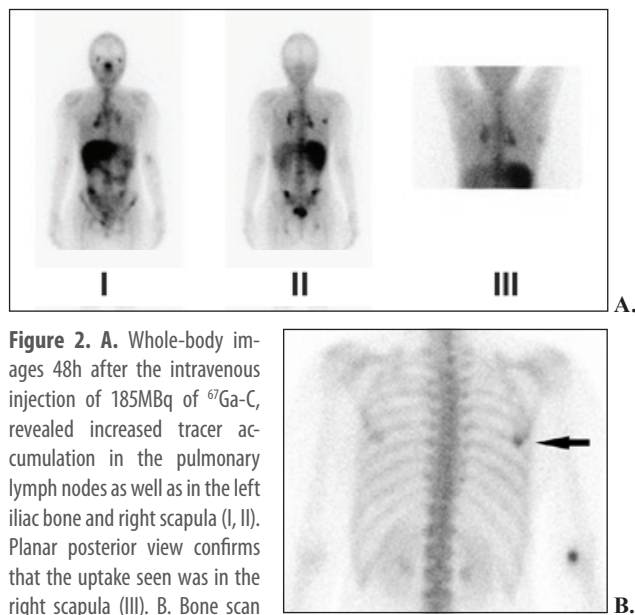 I II III
A.
Figure 2. A. Whole-body im-
ages 48h after the intravenous
injection of 185MBq of ⁶⁷Ga-C,
revealed increased tracer ac-
cumulation in the pulmonary
lymph nodes as well as in the left
iliac bone and right scapula (I, II).
Planar posterior view confirms
that the uptake seen was in the
right scapula (III). B. Bone scan
B.